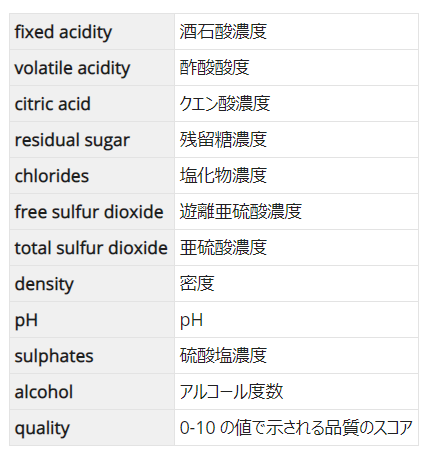 fixed acidity 酒石酸濃度
volatile acidity 酢酸酸度
citric acid クエン酸濃度
residual sugar 残留糖濃度
chlorides 塩化物濃度
free sulfur dioxide 遊離亜硫酸濃度
total sulfur dioxide 亜硫酸濃度
density 密度
pH pH
sulphates 硫酸塩濃度
alcohol アルコール度数
quality 0-10 の値で示される品質のスコア